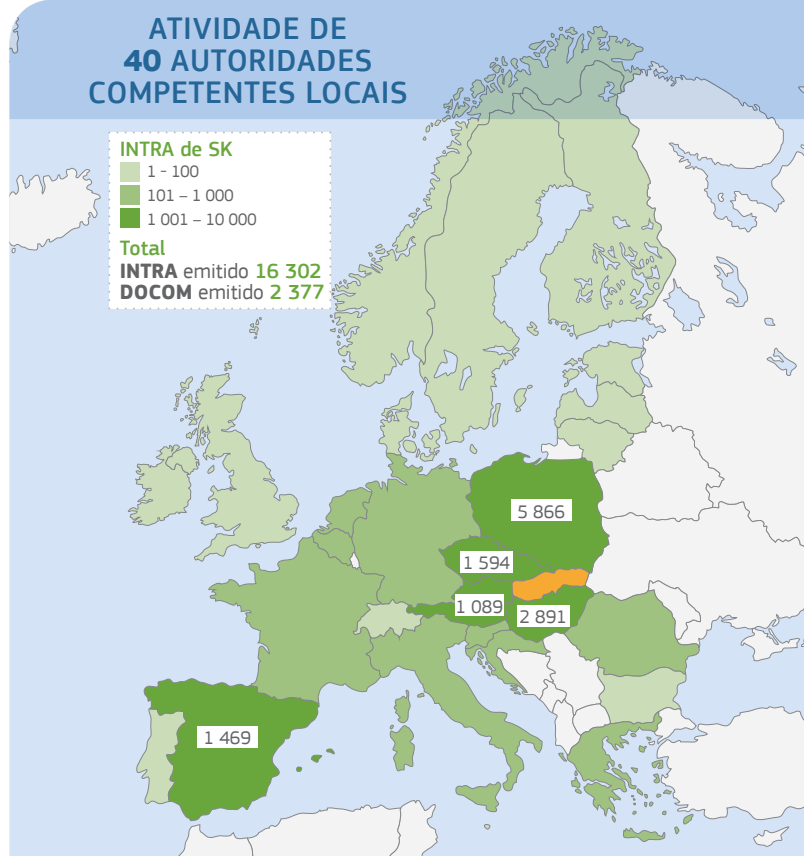 ATIVIDADE DE
40 AUTORIDADES
COMPETENTES LOCAIS
INTRA de SK
1 - 100
101 – 1 000
1 001 – 10 000
Total
INTRA emitido 16 302
DOCOM emitido 2 377
5 866
1 594
1 089
2 891
1 469